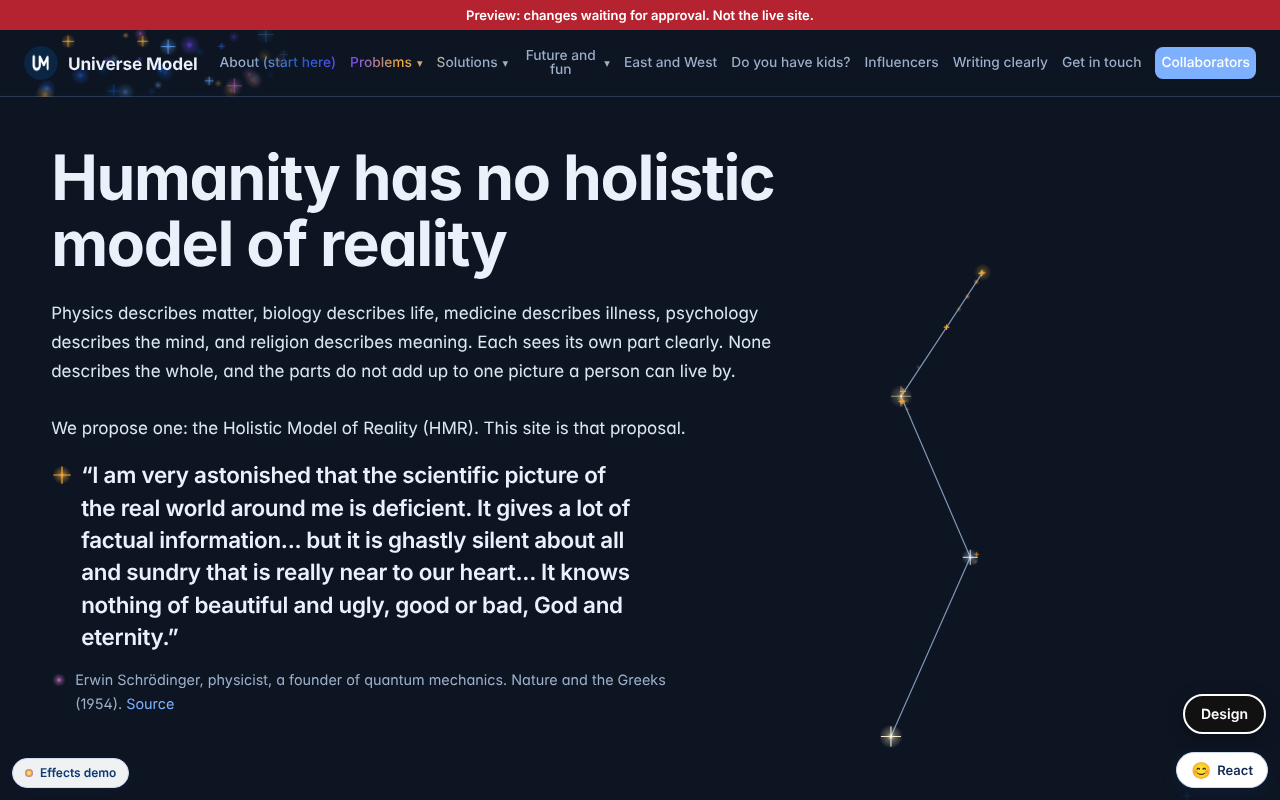 Preview: changes waiting for approval. Not the live site.
UM Universe Model
About (start here)
Problems ▾
Solutions ▾
Future and
fun ▾
East and West
Do you have kids?
Influencers
Writing clearly
Get in touch
Collaborators
Humanity has no holistic
model of reality
Physics describes matter, biology describes life, medicine describes illness, psychology
describes the mind, and religion describes meaning. Each sees its own part clearly. None
describes the whole, and the parts do not add up to one picture a person can live by.
We propose one: the Holistic Model of Reality (HMR). This site is that proposal.
“I am very astonished that the scientific picture of
the real world around me is deficient. It gives a lot of
factual information... but it is ghastly silent about all
and sundry that is really near to our heart... It knows
nothing of beautiful and ugly, good or bad, God and
eternity.”
Erwin Schrödinger, physicist, a founder of quantum mechanics. Nature and the Greeks
(1954). Source
Design
Effects demo
😊 React